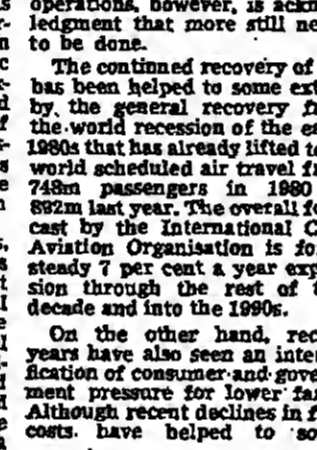 operations, however, is ackn
ledgment that more still ne
to be done.
The continued recovery of
has been helped to some ext
by. the general recovery f
the world recession of the ea
1980s that has already lifted to
world scheduled air travel f
748m passengers in 1980
892m last year. The overall fo
cast by the International C
Aviation Organisation is fo
steady 7 per cent a year exp
sion through the rest of t
decade and into the 1990s.
On the other hand, rec
years have also seen an inte
fication of consumer and gove
ment pressure for lower fa
Although recent declines in f
costs. have helped to so